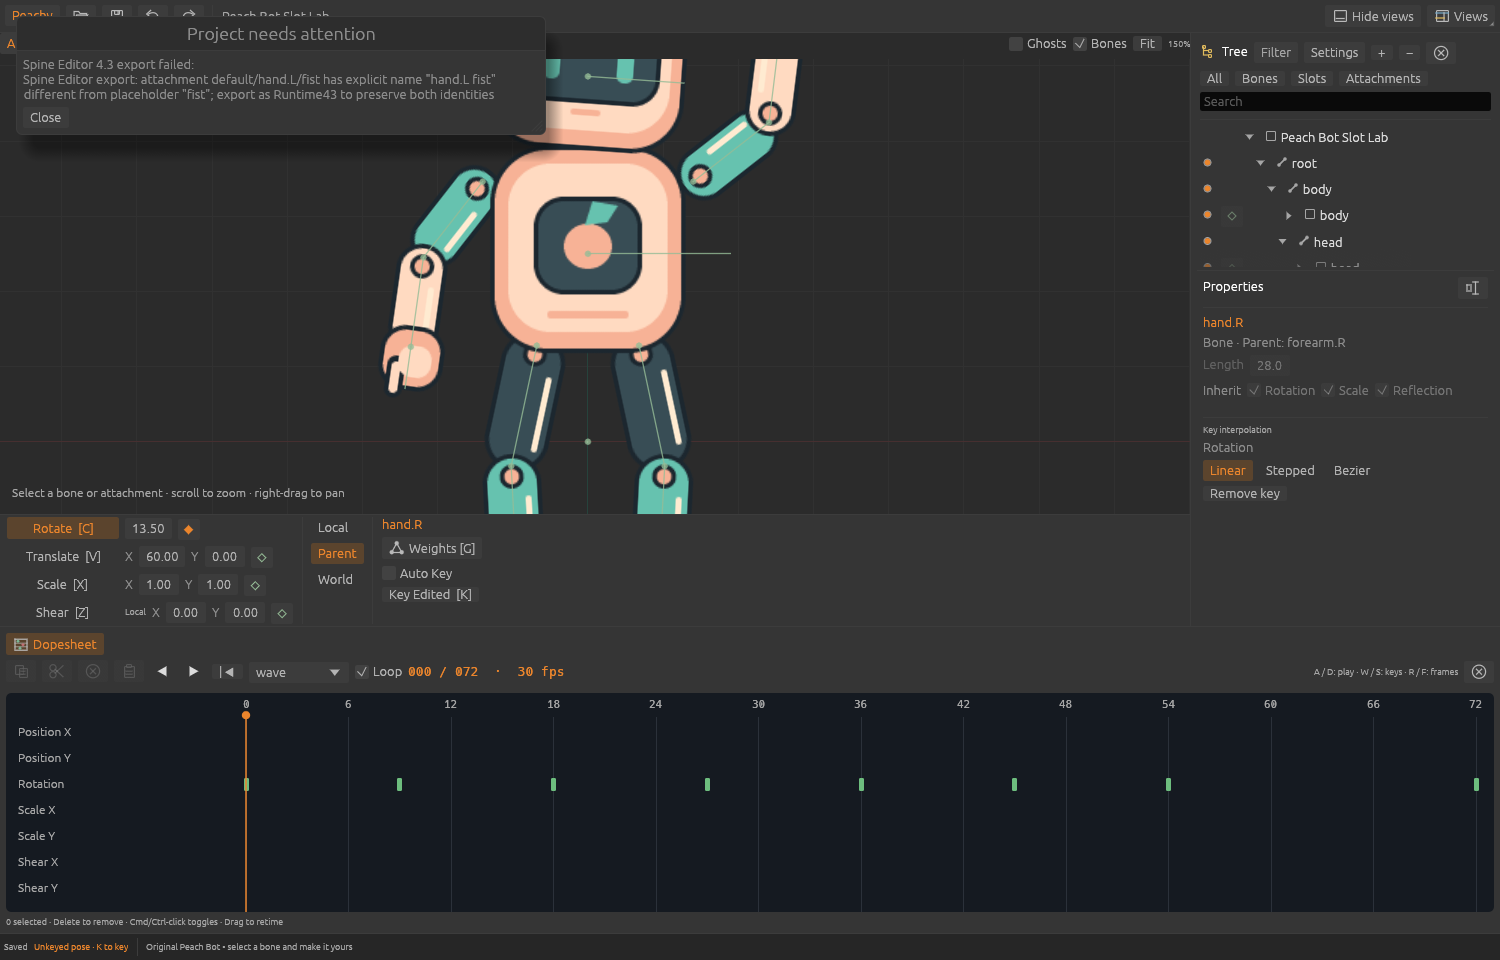 Project needs attention
Spine Editor 4.3 export failed:
Spine Editor export: attachment default/hand.L/fist has explicit name "hand.L fist"
different from placeholder "fist"; export as Runtime43 to preserve both identities
Close
Hide views
Views
Ghosts
Bones
Fit
150%
Tree
Filter
Settings
+
−
All
Bones
Slots
Attachments
Search
Peach Bot Slot Lab
root
body
body
head
Properties
hand.R
Bone · Parent: forearm.R
Length 28.0
Inherit Rotation Scale Reflection
Key interpolation
Rotation
Linear Stepped Bezier
Remove key
Select a bone or attachment · scroll to zoom · right-drag to pan
Rotate [C] 13.50
Translate [V] X 60.00 Y 0.00
Scale [X] X 1.00 Y 1.00
Shear [Z] Local X 0.00 Y 0.00
Local
Parent
World
hand.R
Weights [G]
Auto Key
Key Edited [K]
Dopesheet
wave
Loop 000 / 072 · 30 fps
A / D: play · W / S: keys · R / F: frames
0 6 12 18 24 30 36 42 48 54 60 66 72
Position X
Position Y
Rotation
Scale X
Scale Y
Shear X
Shear Y
0 selected · Delete to remove · Cmd/Ctrl-click toggles · Drag to retime
Saved Unkeyed pose · K to key Original Peach Bot • select a bone and make it yours